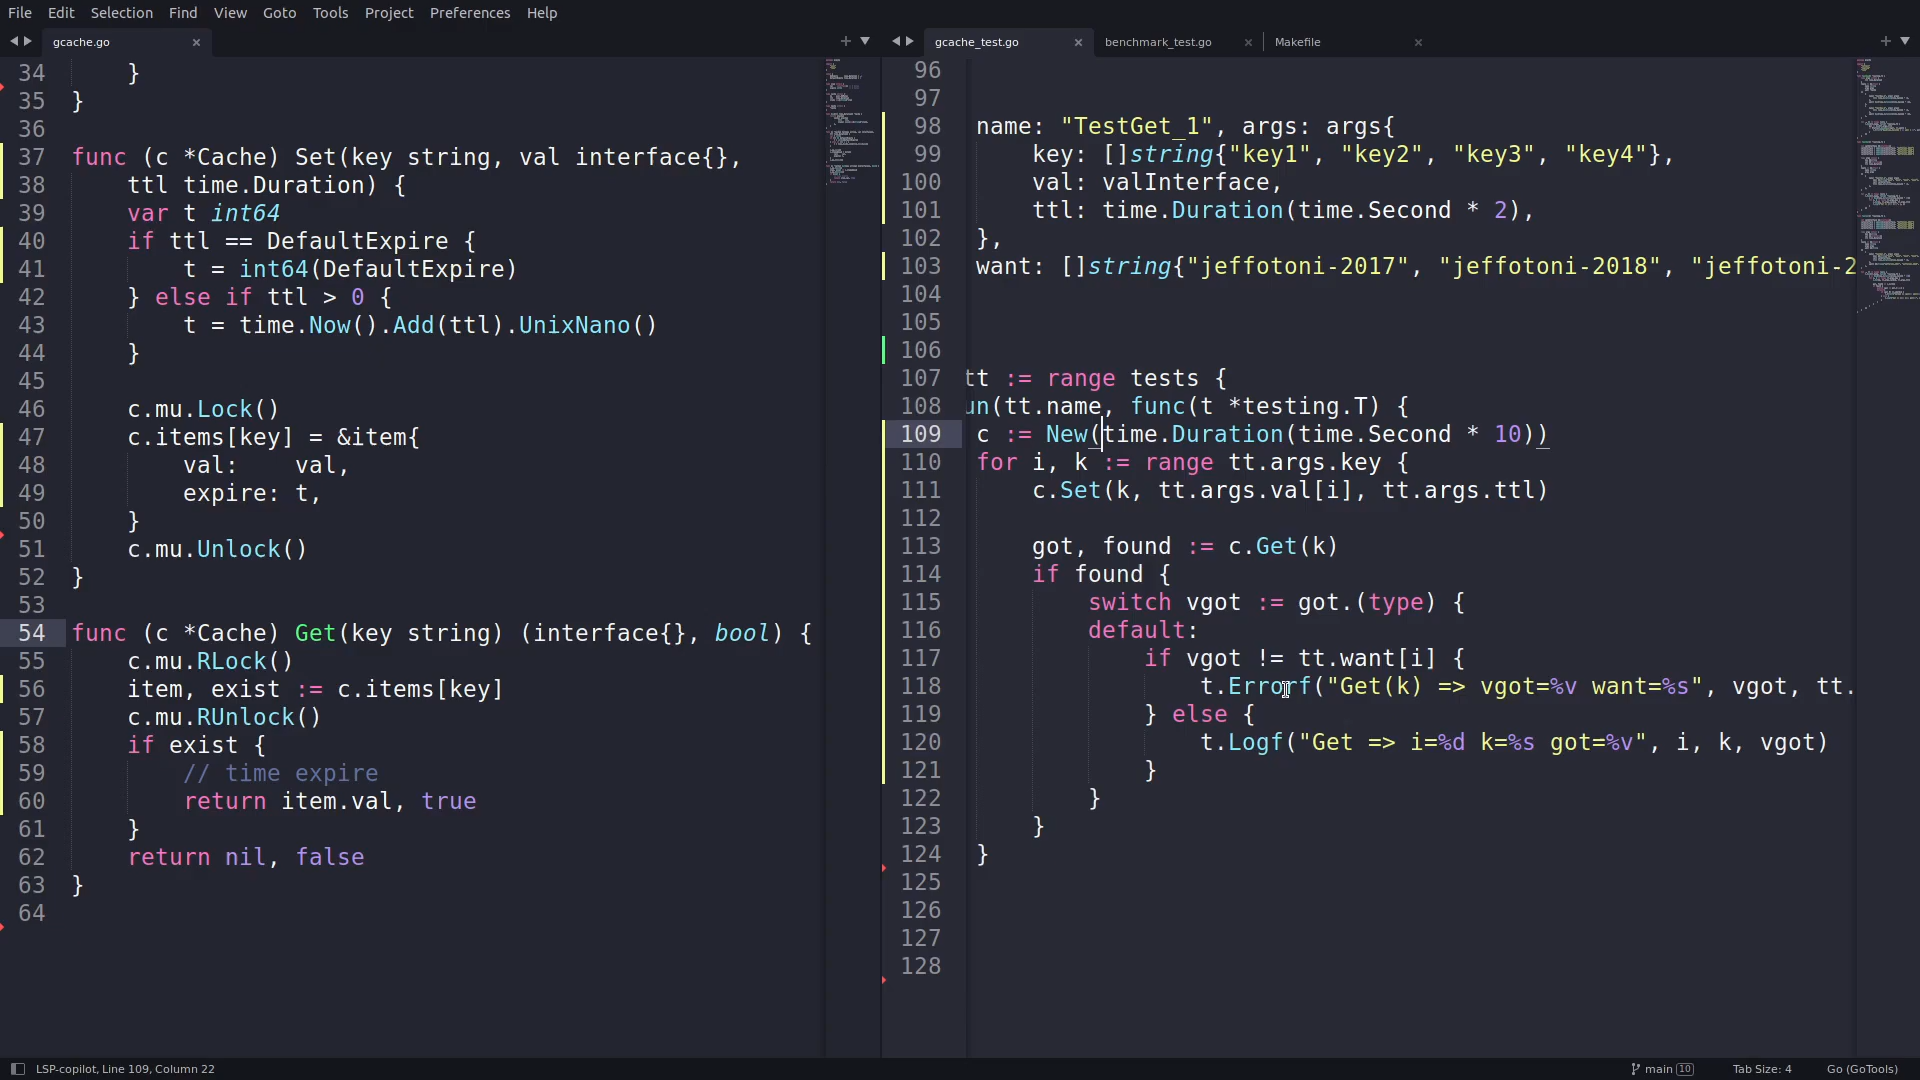 File Edit Selection Find View Goto Tools Project Preferences Help
gcache.go
34 }
35 }
36
37 func (c *Cache) Set(key string, val interface{},
38 ttl time.Duration) {
39 var t int64
40 if ttl == DefaultExpire {
41 t = int64(DefaultExpire)
42 } else if ttl > 0 {
43 t = time.Now().Add(ttl).UnixNano()
44 }
45
46 c.mu.Lock()
47 c.items[key] = &item{
48 val: val,
49 expire: t,
50 }
51 c.mu.Unlock()
52 }
53
54 func (c *Cache) Get(key string) (interface{}, bool) {
55 c.mu.RLock()
56 item, exist := c.items[key]
57 c.mu.RUnlock()
58 if exist {
59 // time expire
60 return item.val, true
61 }
62 return nil, false
63 }
64
gcache_test.go benchmark_test.go Makefile
96
97
98 name: "TestGet_1", args: args{
99 key: []string{"key1", "key2", "key3", "key4"},
100 val: valInterface,
101 ttl: time.Duration(time.Second * 2),
102 },
103 want: []string{"jeffotoni-2017", "jeffotoni-2018", "jeffotoni-2
104
105
106
107 tt := range tests {
108 un(tt.name, func(t *testing.T) {
109 c := New(time.Duration(time.Second * 10))
110 for i, k := range tt.args.key {
111 c.Set(k, tt.args.val[i], tt.args.ttl)
112
113 got, found := c.Get(k)
114 if found {
115 switch vgot := got.(type) {
116 default:
117 if vgot != tt.want[i] {
118 t.Errorf("Get(k) => vgot=%v want=%s", vgot, tt.
119 } else {
120 t.Logf("Get => i=%d k=%s got=%v", i, k, vgot)
121 }
122 }
123 }
124 }
125
126
127
128
LSP-copilot, Line 109, Column 22 main 10 Tab Size: 4 Go (GoTools)